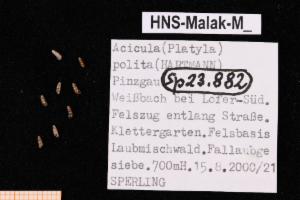 HNS-Malak-M_
Acicula(Platyla)
polita(HARTMANN)
Pinzgau Sp23.882
Weißbach bei Lofer-Süd.
Felszug entlang Straße.
Klettergarten.Felsbasis
Laubmischwald.Fallaubge
siebe.700mH.15.8.2000/21
SPERLING